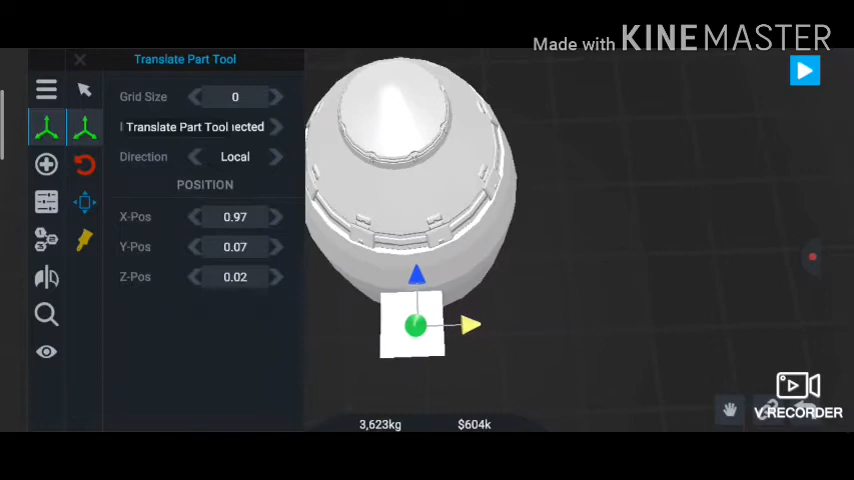 Made with KINEMASTER
Translate Part Tool
Grid Size 0
Translate Part Tool nected
Direction Local
POSITION
X-Pos 0.97
Y-Pos 0.07
Z-Pos 0.02
V.RECORDER
3,623kg $604k